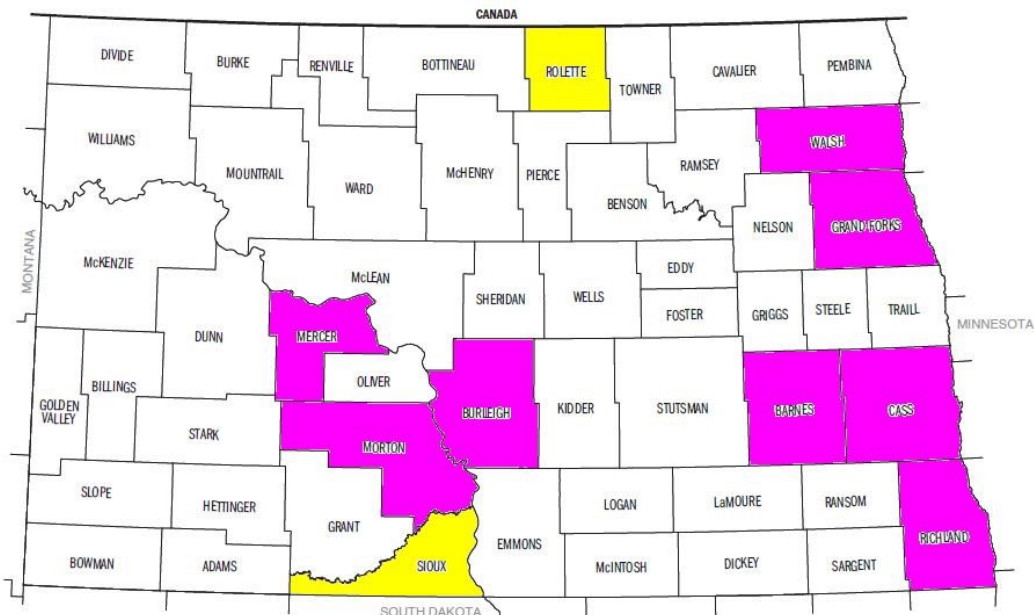 CANADA
DIVIDE
BURKE
RENVILLE
BOTTINEAU
ROLETTE
TOWNER
CAVALIER
PEMBINA
WILLIAMS
MOUNTRAIL
WARD
McHENRY
PIERCE
BENSON
RAMSEY
WALSH
NELSON
GRAND FORKS
MONTANA
McKENZIE
DUNN
McLEAN
MERCER
OLIVER
SHERIDAN
WELLS
EDDY
FOSTER
GRIGGS
STEELE
TRAILL
MINNESOTA
GOLDEN
VALLEY
BILLINGS
STARK
MORTON
BURLEIGH
KIDDER
STUTSMAN
BARNES
CASS
SLOPE
HETTINGER
GRANT
BOWMAN
ADAMS
SIOUX
EMMONS
LOGAN
LaMOURE
RANSOM
RICHLAND
McINTOSH
DICKEY
SARGENT
SOUTH DAKOTA